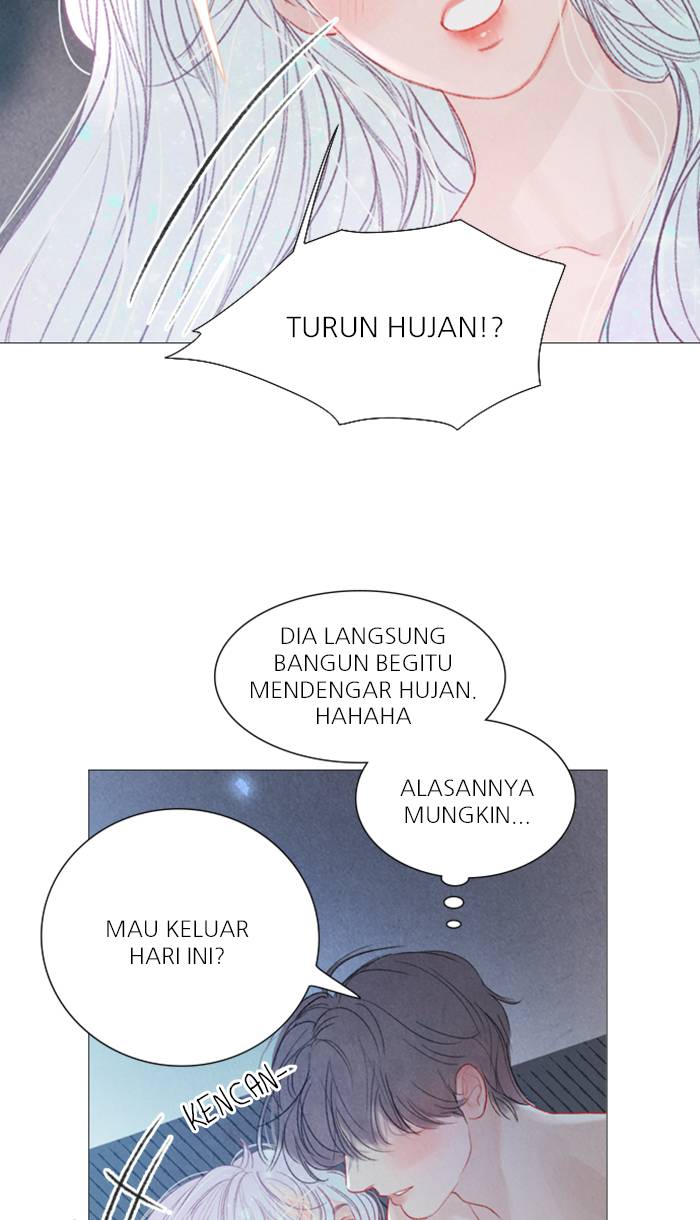 TURUN HUJAN!?
DIA LANGSUNG
BANGUN BEGITU
MENDENGAR HUJAN.
HAHAHA
ALASANNYA
MUNGKIN...
MAU KELUAR
HARI INI?
KENCAN~